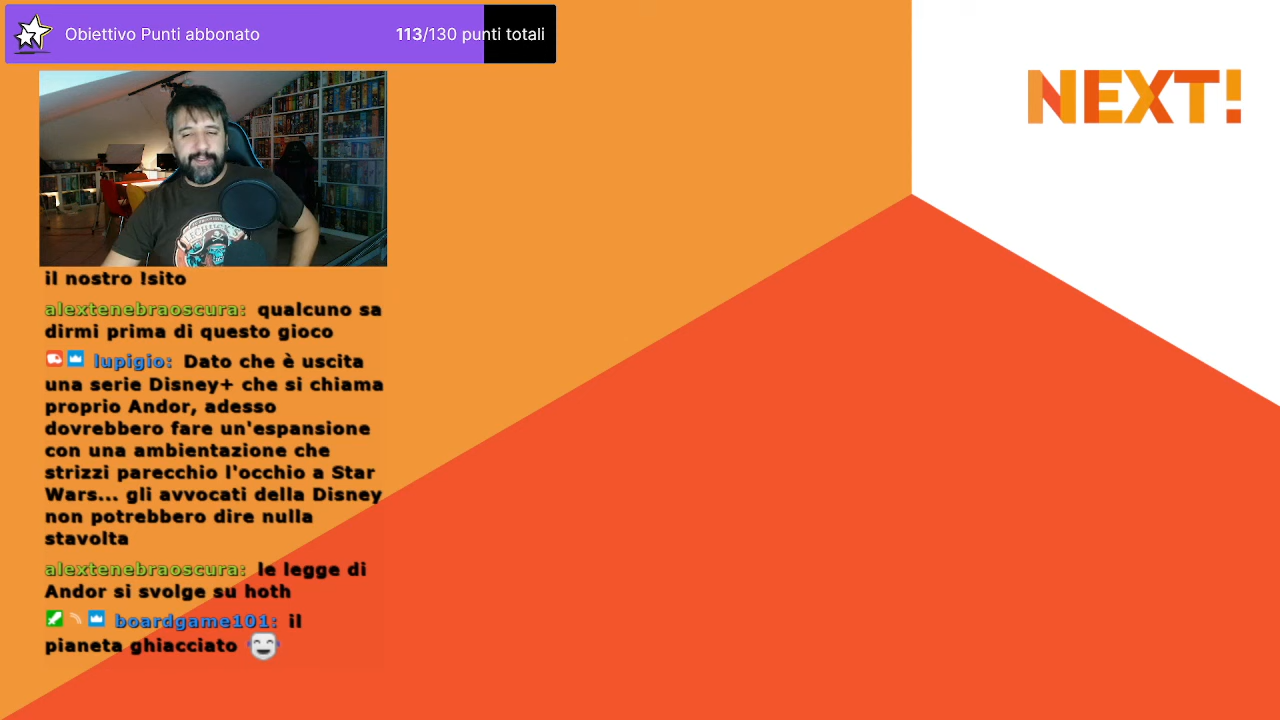 Obiettivo Punti abbonato
113/130 punti totali
NEXT!
il nostro !sito
alextenebraoscura: qualcuno sa
dirmi prima di questo gioco
lupigio: Dato che è uscita
una serie Disney+ che si chiama
proprio Andor, adesso
dovrebbero fare un'espansione
con una ambientazione che
strizzi parecchio l'occhio a Star
Wars... gli avvocati della Disney
non potrebbero dire nulla
stavolta
alextenebraoscura: le legge di
Andor si svolge su hoth
boardgame101: il
pianeta ghiacciato